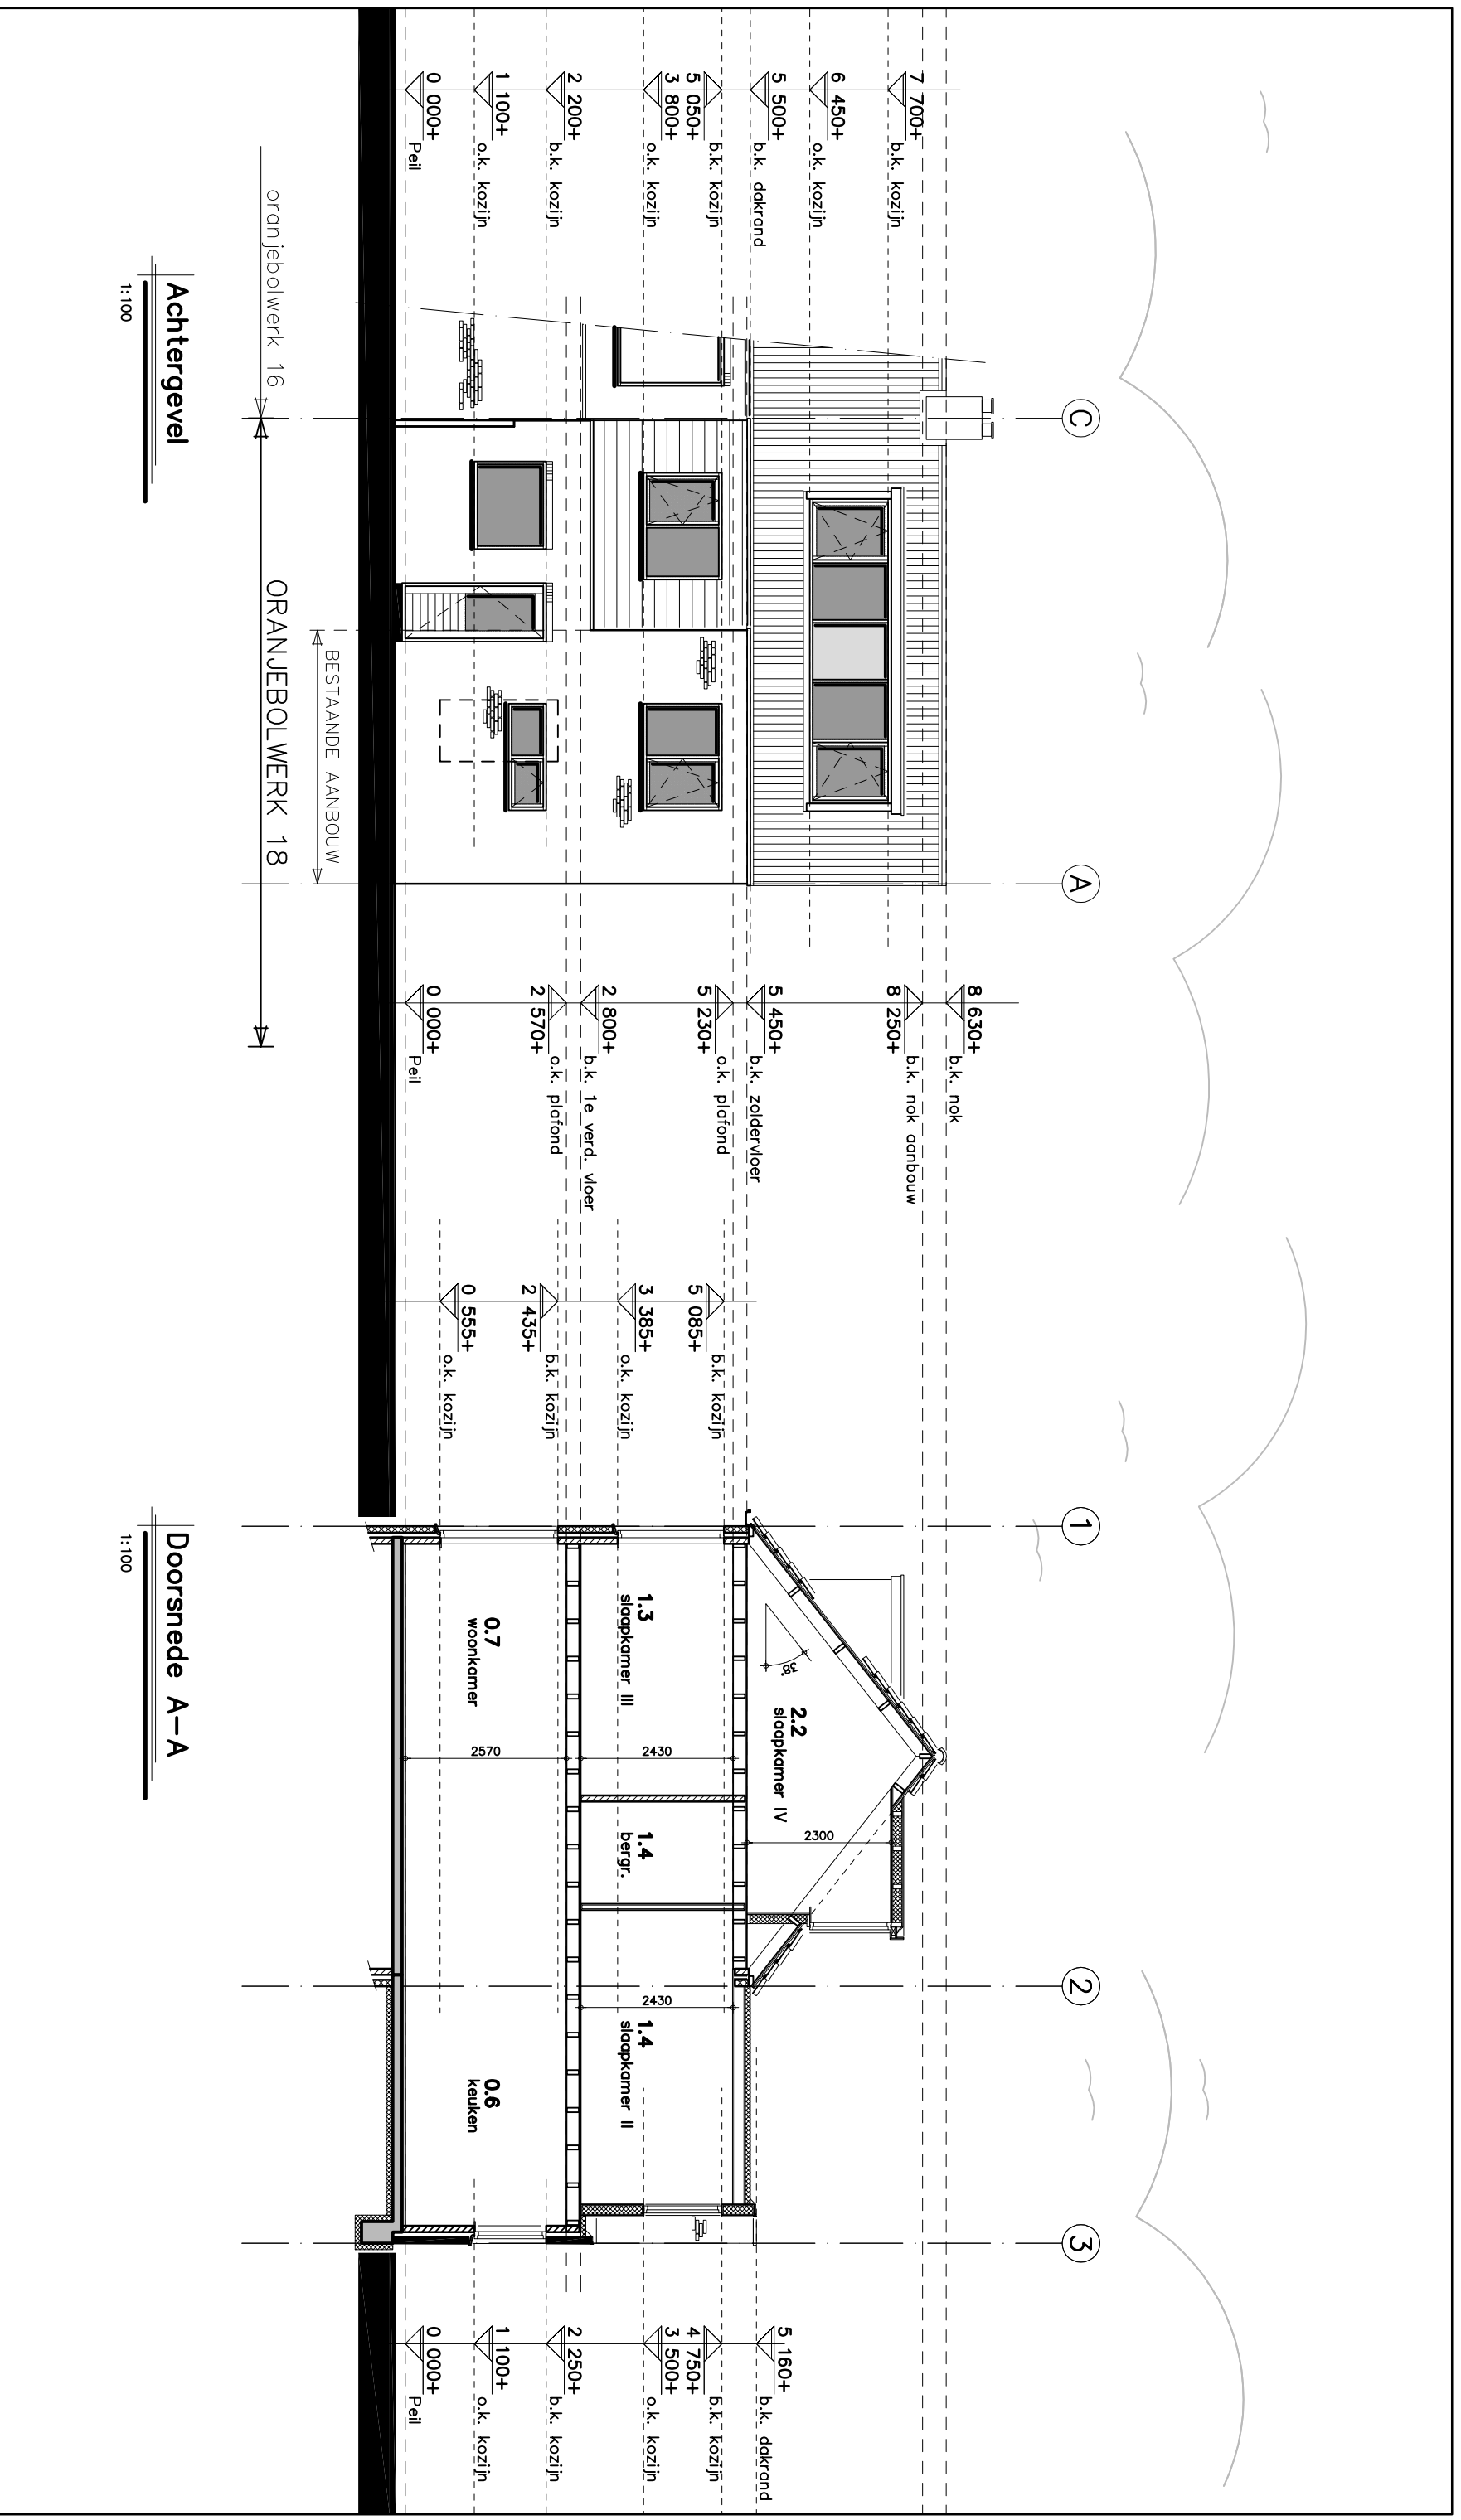 C
A
1
2
3
7 700+
b.k. kozijn
6 450+
o.k. kozijn
5 500+
b.k. dakrand
5 050+
b.k. kozijn
3 800+
o.k. kozijn
2 200+
b.k. kozijn
1 100+
o.k. kozijn
0 000+
Peil
8 630+
b.k. nok
8 250+
b.k. nok aanbouw
5 450+
b.k. zoldervloer
5 230+
o.k. plafond
2 800+
b.k. 1e verd. vloer
2 570+
o.k. plafond
0 000+
Peil
5 085+
b.k. kozijn
3 385+
o.k. kozijn
2 435+
b.k. kozijn
0 555+
o.k. kozijn
38°
2.2
slaapkamer IV
2300
1.3
slaapkamer III
2430
1.4
bergr.
2430
1.4
slaapkamer II
0.7
woonkamer
2570
0.6
keuken
5 160+
b.k. dakrand
4 750+
b.k. kozijn
3 500+
o.k. kozijn
2 250+
b.k. kozijn
1 100+
o.k. kozijn
0 000+
Peil
BESTAANDE AANBOUW
oranjebolwerk 16
ORANJEBOLWERK 18
Achtergevel
1:100
Doorsnede A-A
1:100